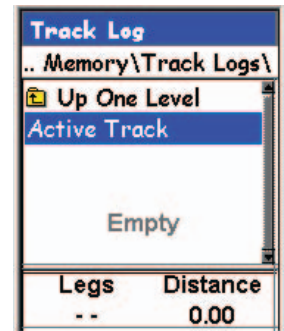 Track Log
.. Memory\Track Logs\
Up One Level
Active Track
Empty
Legs Distance
-- 0.00